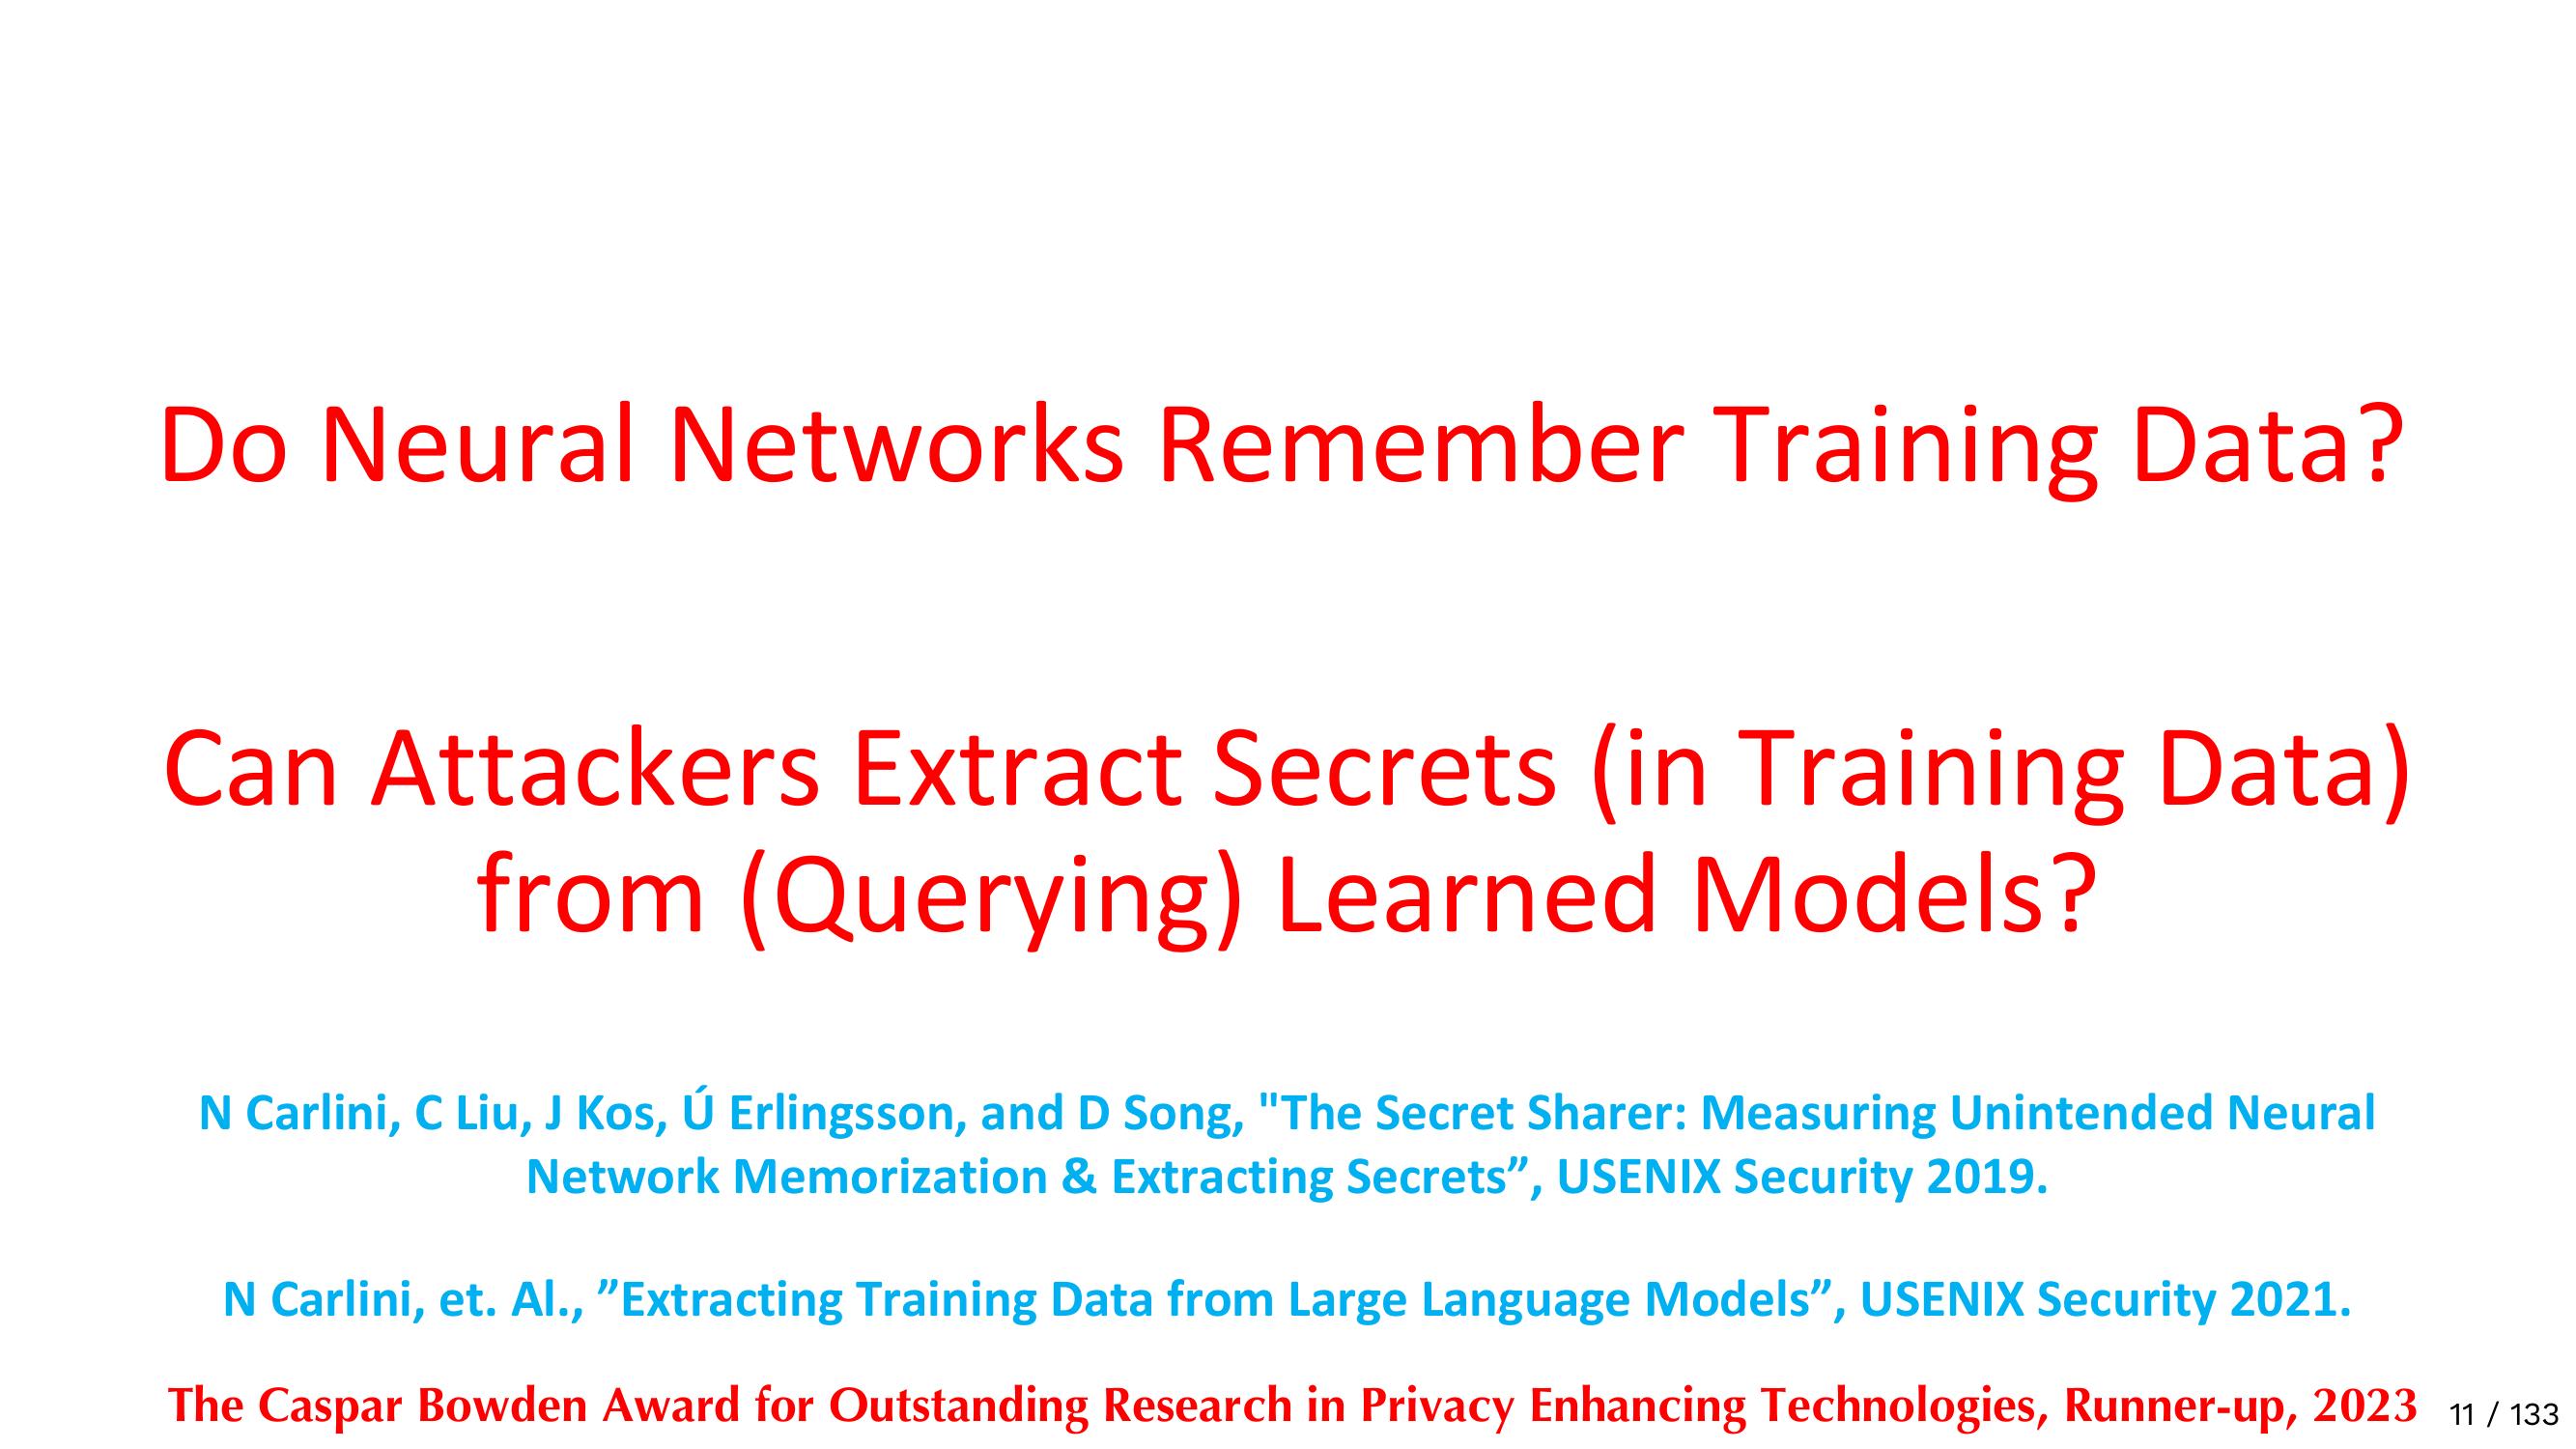 Do Neural Networks Remember Training Data?
Can Attackers Extract Secrets (in Training Data)
from (Querying) Learned Models?
N Carlini, C Liu, J Kos, Ú Erlingsson, and D Song, "The Secret Sharer: Measuring Unintended Neural
Network Memorization & Extracting Secrets”, USENIX Security 2019.
N Carlini, et. Al., ”Extracting Training Data from Large Language Models”, USENIX Security 2021.
The Caspar Bowden Award for Outstanding Research in Privacy Enhancing Technologies, Runner-up, 2023
11 / 133